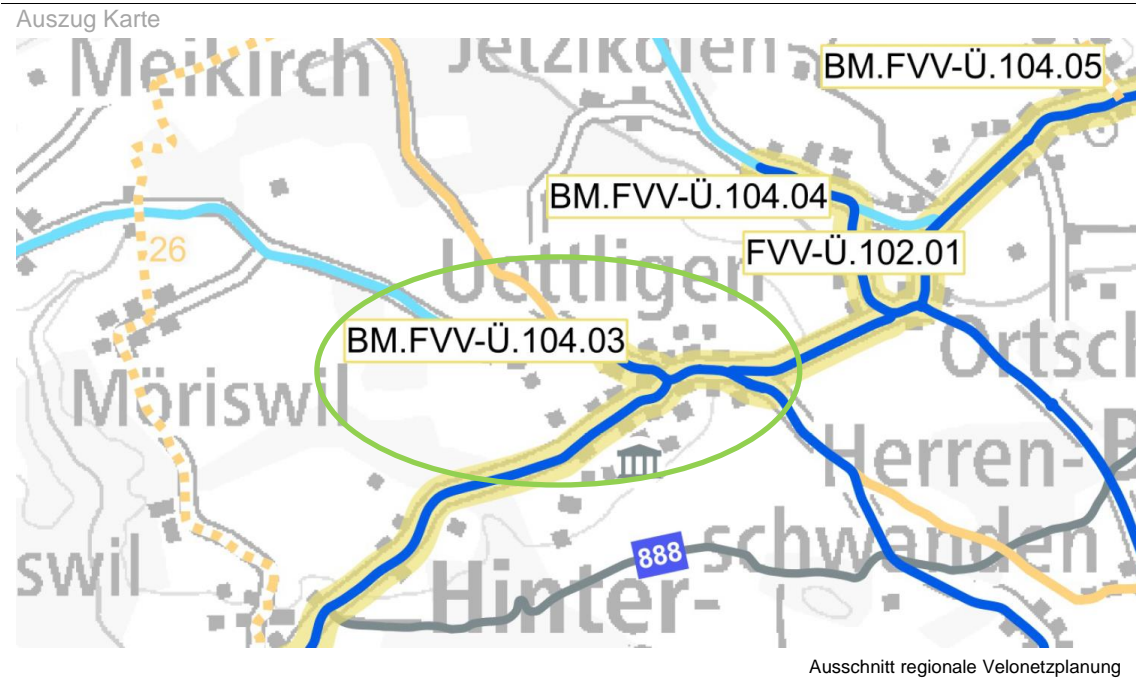 Auszug Karte
Meikirch
Jetzikofen
BM.FVV-Ü.104.05
BM.FVV-Ü.104.04
26
Uettligen
FVV-Ü.102.01
BM.FVV-Ü.104.03
Ortsch
Möriswil
Herren-
B
swil
888
schwanden
Hinter-
Ausschnitt regionale Velonetzplanung